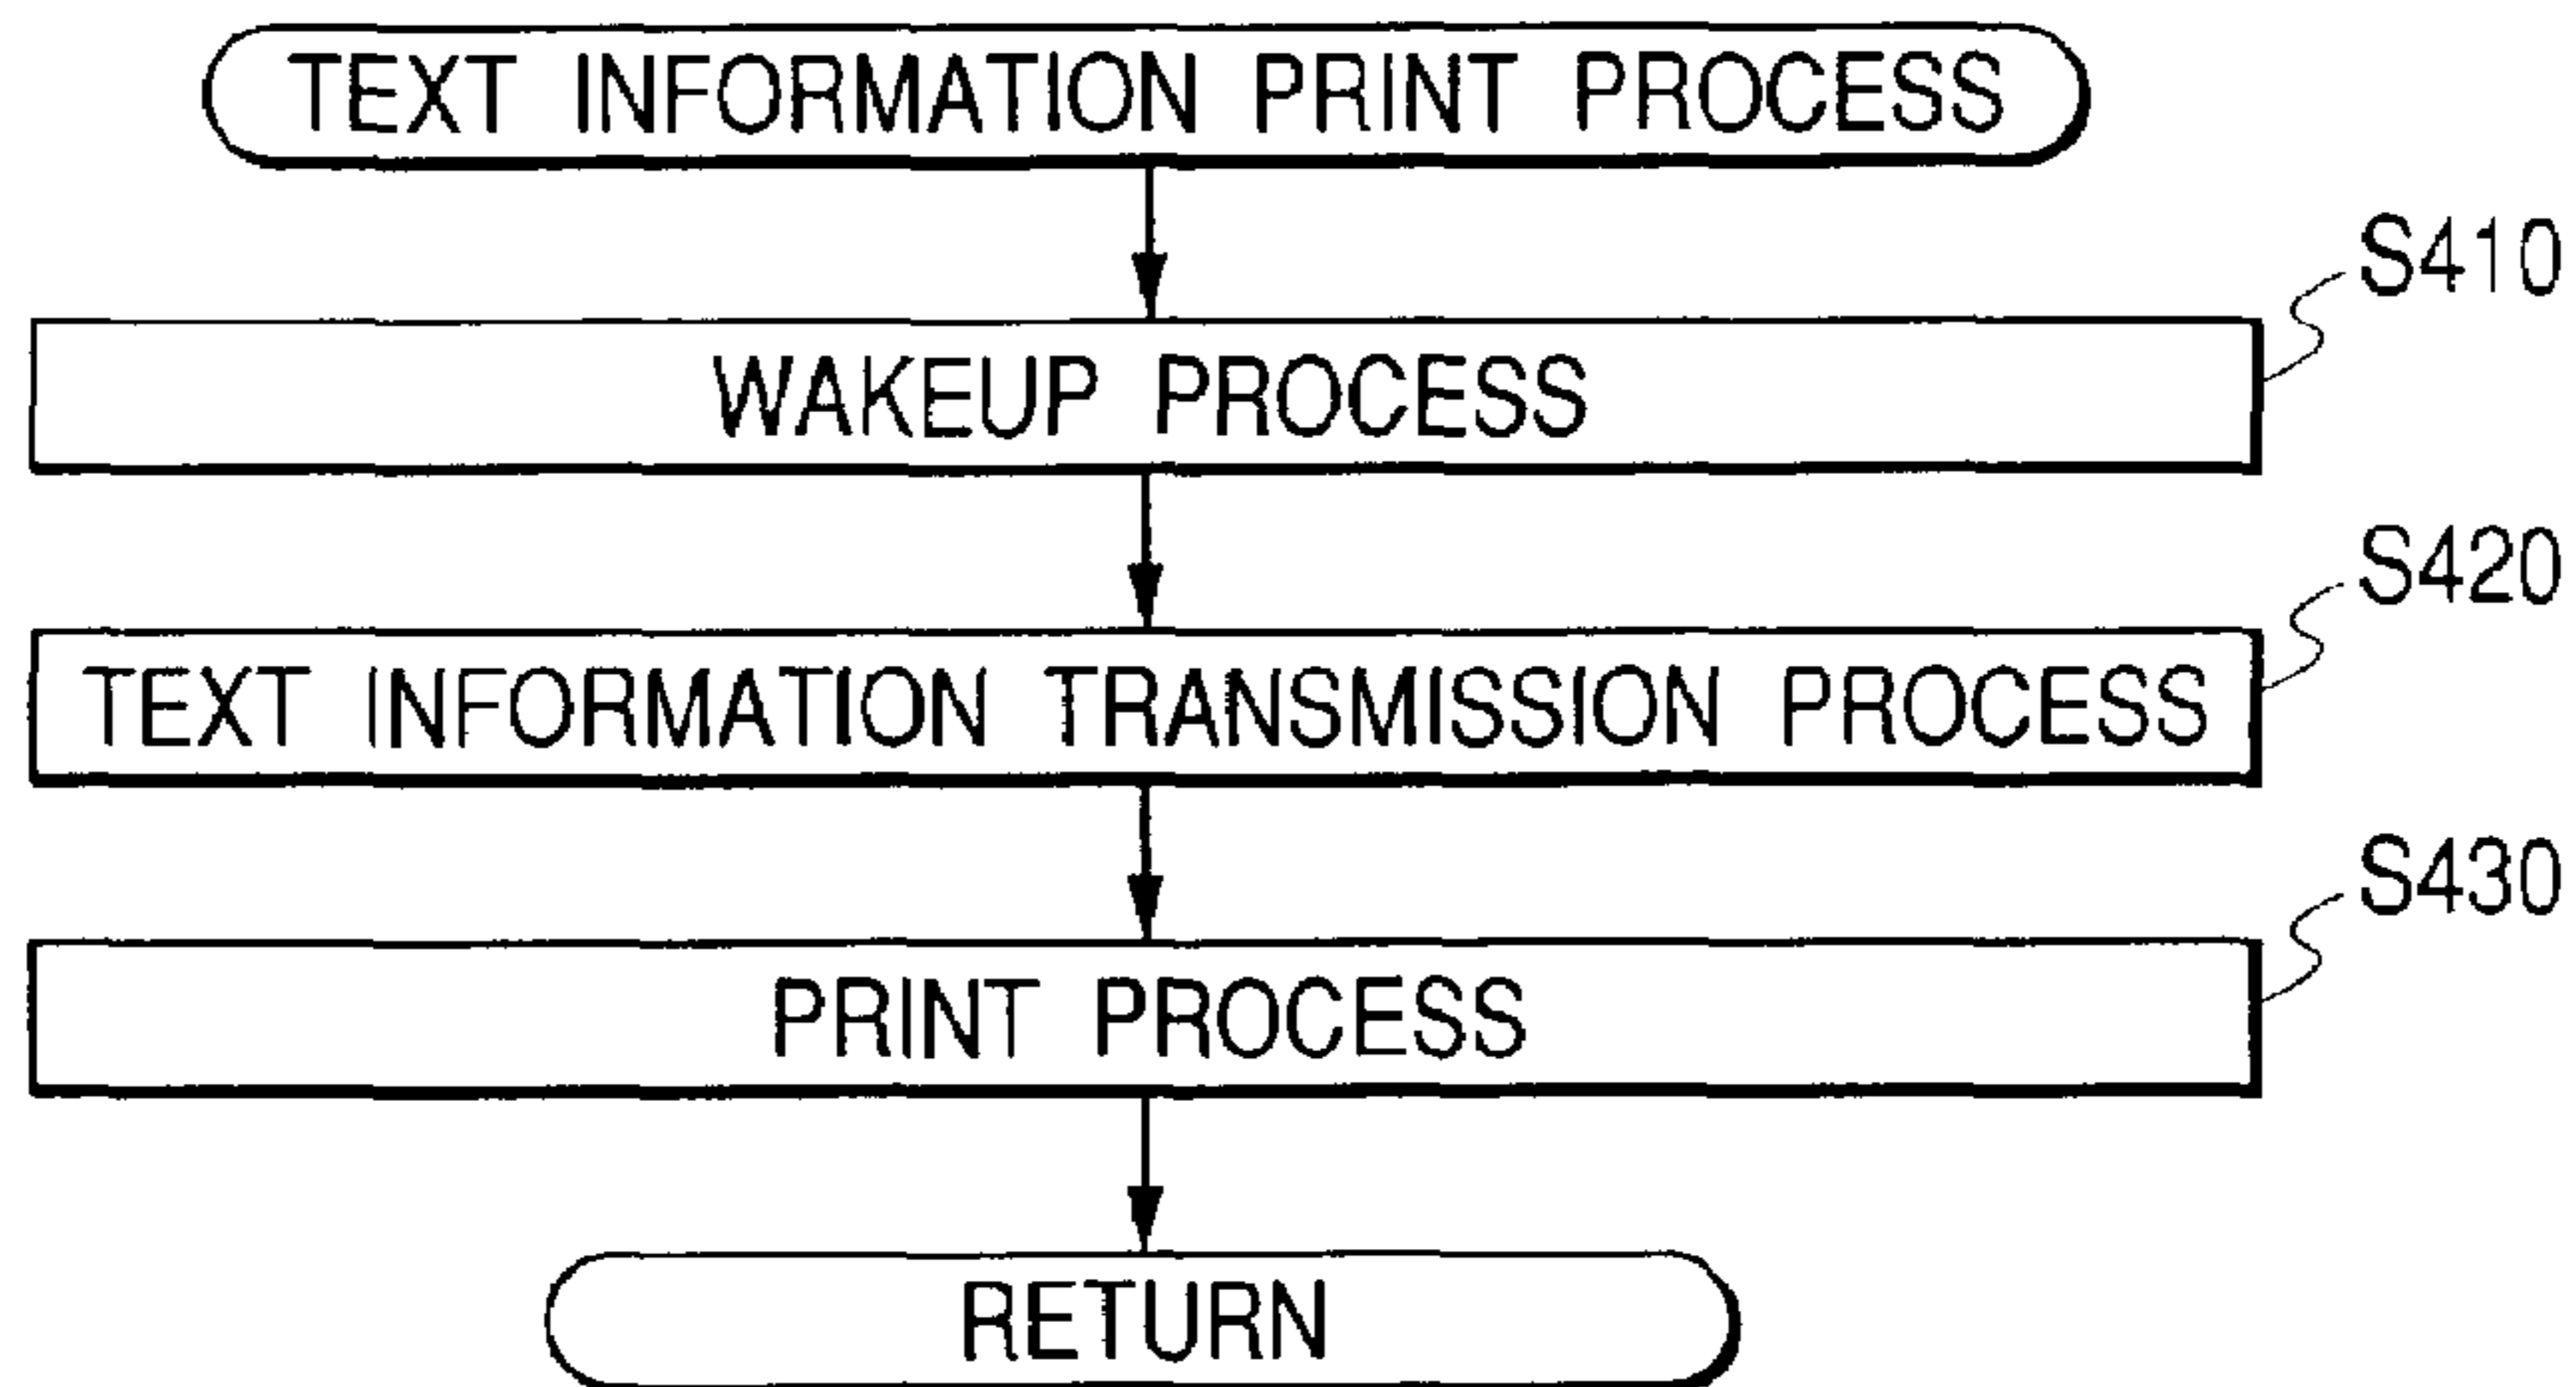 TEXT INFORMATION PRINT PROCESS
S410
WAKEUP PROCESS
S420
TEXT INFORMATION TRANSMISSION PROCESS
S430
PRINT PROCESS
RETURN